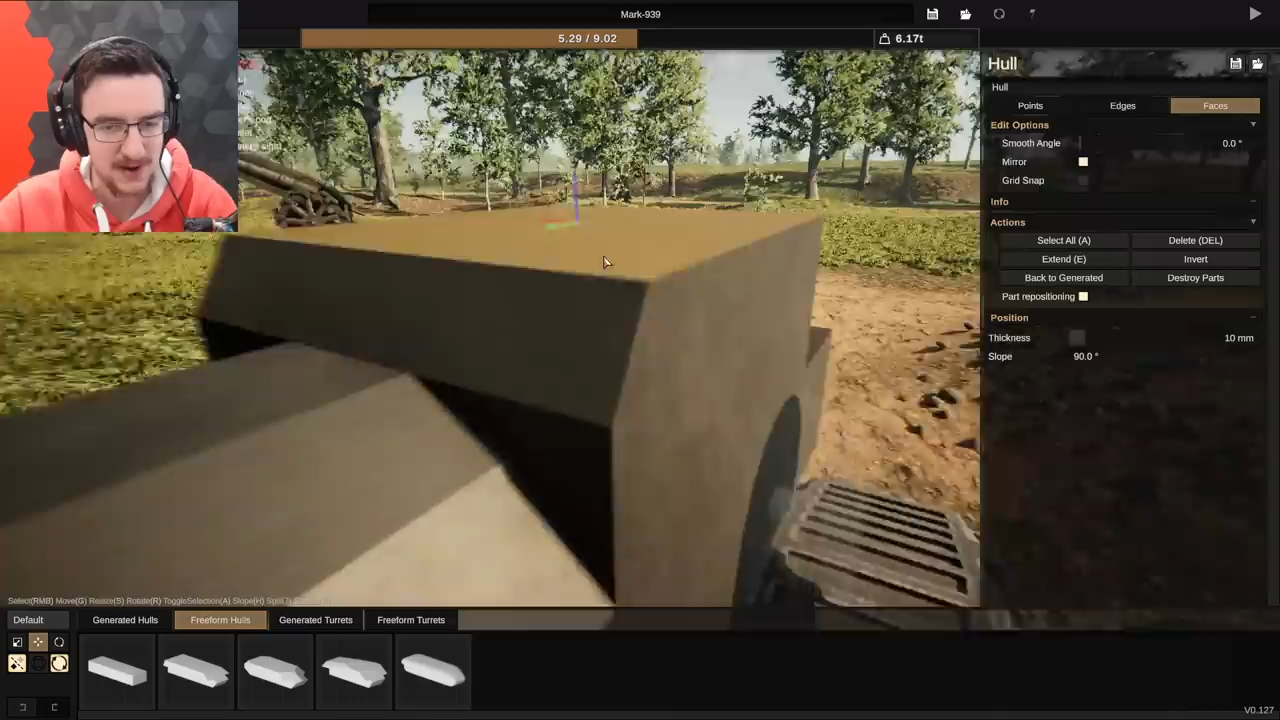 Mark-939
5.29 / 9.02
6.17t
Hull
Hull
Points Edges Faces
Edit Options
Smooth Angle 0.0 °
Mirror
Grid Snap
Info
Actions
Select All (A) Delete (DEL)
Extend (E) Invert
Back to Generated Destroy Parts
Part repositioning
Position
Thickness 10 mm
Slope 90.0 °
Select(RMB) Move(G) Resize(S) Rotate(R) ToggleSelection(A) Slope(H)
Default Generated Hulls Freeform Hulls Generated Turrets Freeform Turrets
V0.127